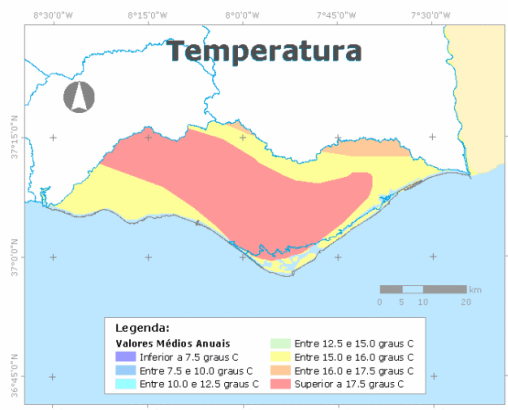 8°30'0"W 8°15'0"W 8°0'0"W 7°45'0"W 7°30'0"W
Temperatura
37°15'0"N
37°0'0"N
36°45'0"N
km
0 5 10 20
Legenda:
Valores Médios Anuais
Inferior a 7.5 graus C
Entre 7.5 e 10.0 graus C
Entre 10.0 e 12.5 graus C
Entre 12.5 e 15.0 graus C
Entre 15.0 e 16.0 graus C
Entre 16.0 e 17.5 graus C
Superior a 17.5 graus C